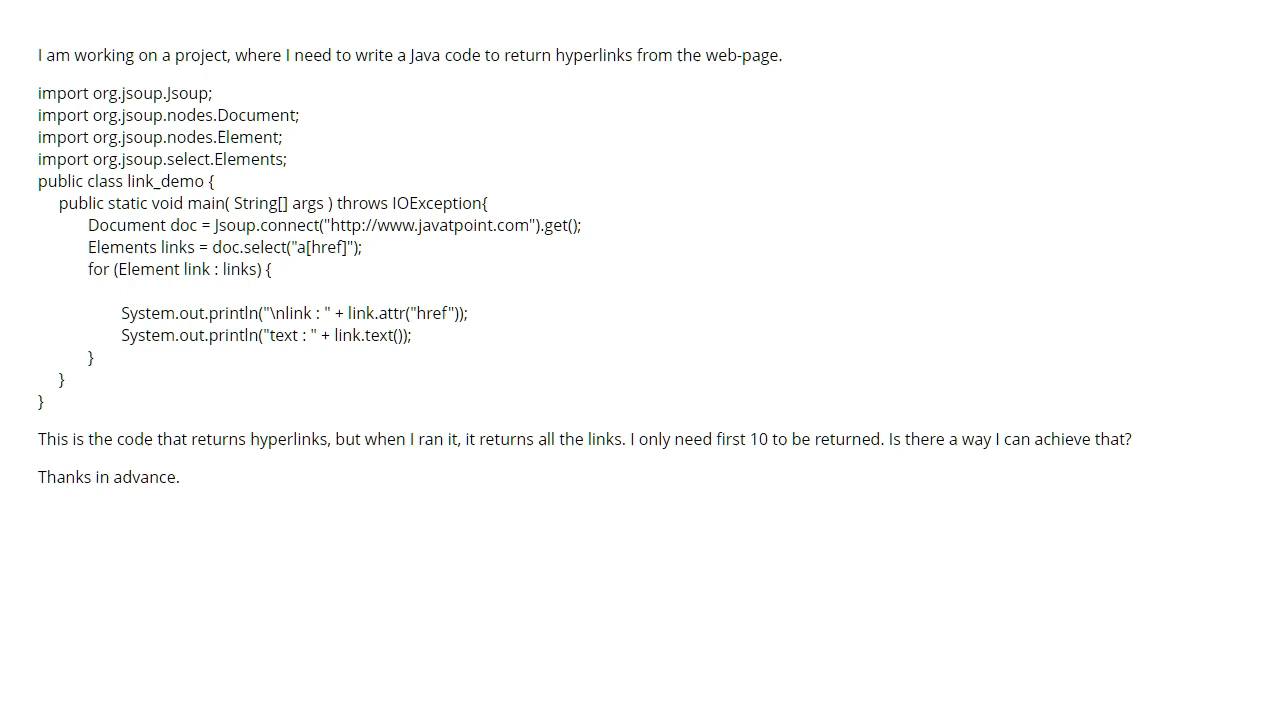 I am working on a project, where I need to write a Java code to return hyperlinks from the web-page.
import org.jsoup.Jsoup;
import org.jsoup.nodes.Document;
import org.jsoup.nodes.Element;
import org.jsoup.select.Elements;
public class link_demo {
public static void main( String[] args ) throws IOException{
Document doc = Jsoup.connect("http://www.javatpoint.com").get();
Elements links = doc.select("a[href]");
for (Element link : links) {
System.out.println("\nlink : " + link.attr("href"));
System.out.println("text : " + link.text());
}
}
}
This is the code that returns hyperlinks, but when I ran it, it returns all the links. I only need first 10 to be returned. Is there a way I can achieve that?
Thanks in advance.